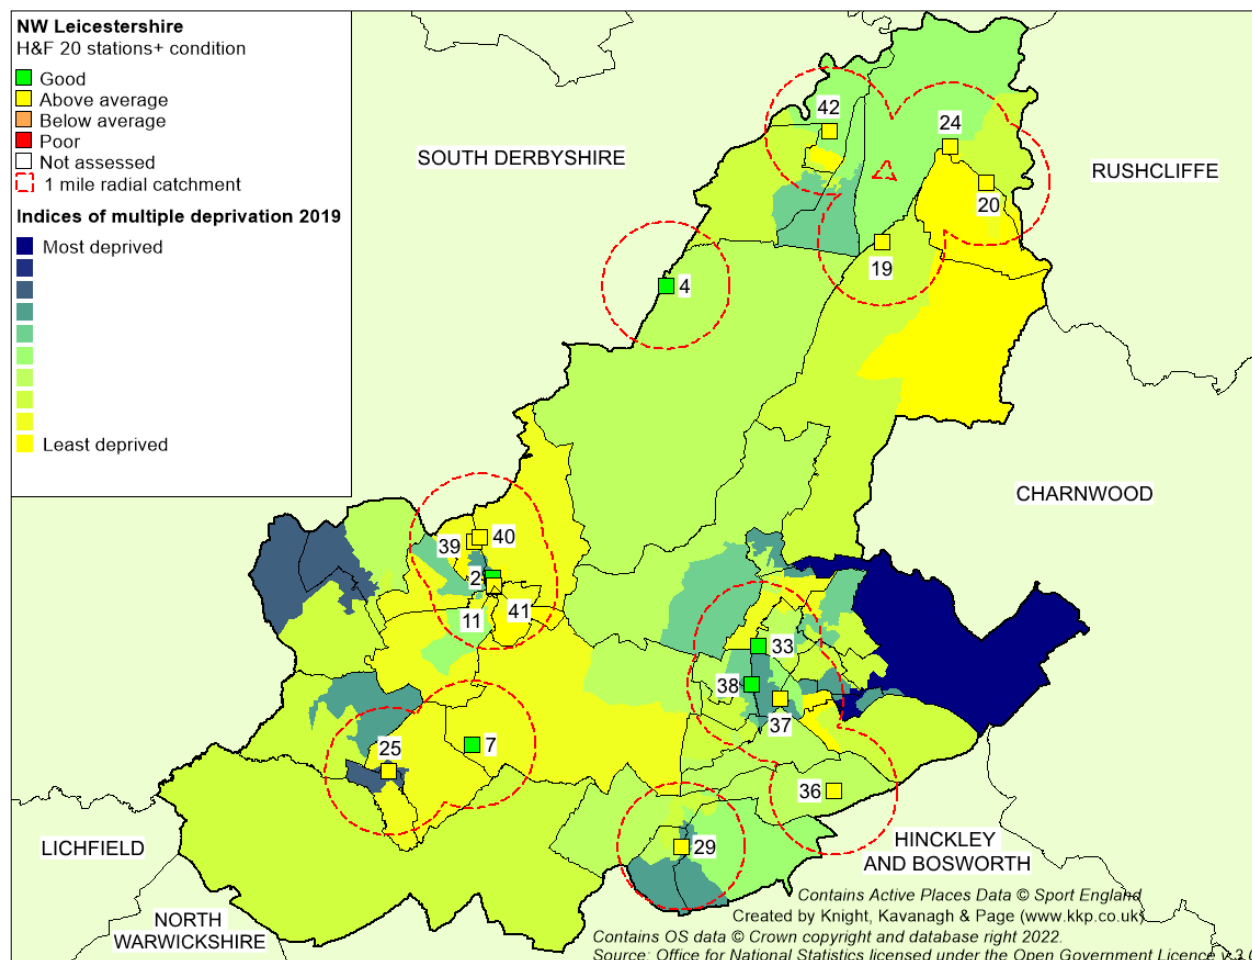 NW Leicestershire
H&F 20 stations+ condition
Good
Above average
Below average
Poor
Not assessed
1 mile radial catchment
Indices of multiple deprivation 2019
Most deprived
Least deprived
42
24
SOUTH DERBYSHIRE
RUSHCLIFFE
20
19
4
CHARNWOOD
39
40
2
11
41
33
38
37
7
25
36
29
LICHFIELD
HINCKLEY
AND BOSWORTH
NORTH
WARWICKSHIRE
Contains Active Places Data © Sport England
Created by Knight, Kavanagh & Page (www.kkp.co.uk)
Contains OS data © Crown copyright and database right 2022.
Source: Office for National Statistics licensed under the Open Government Licence v.3.0